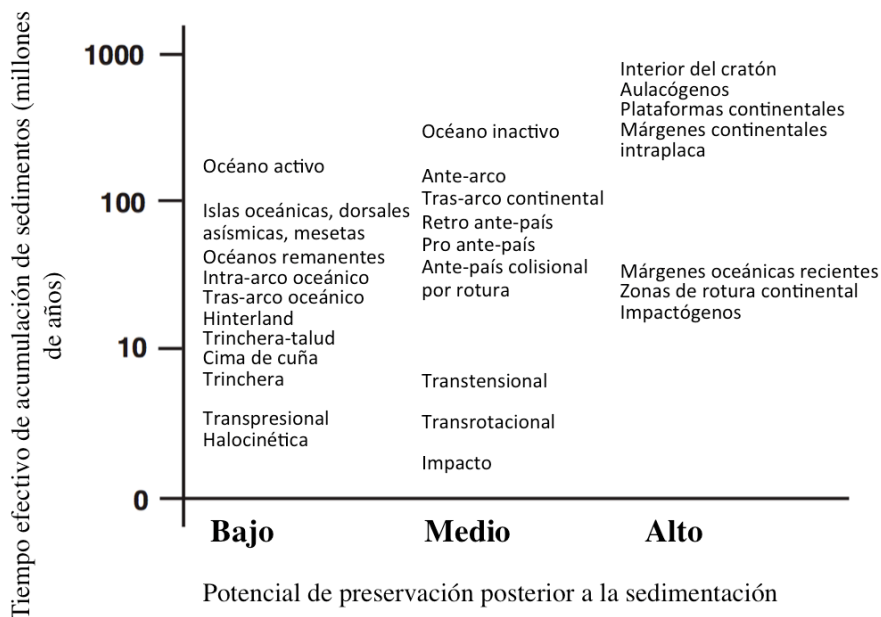 Tiempo efectivo de acumulación de sedimentos (millones
de años)
1000
100
10
0
Océano activo
Islas oceánicas, dorsales
asísmicas, mesetas
Océanos remanentes
Intra-arco oceánico
Tras-arco oceánico
Hinterland
Trinchera-talud
Cima de cuña
Trinchera
Transpresional
Halocinética
Océano inactivo
Ante-arco
Tras-arco continental
Retro ante-país
Pro ante-país
Ante-país colisional
por rotura
Transtensional
Transrotacional
Impacto
Interior del cratón
Aulacógenos
Plataformas continentales
Márgenes continentales
intraplaca
Márgenes oceánicas recientes
Zonas de rotura continental
Impactógenos
Bajo
Medio
Alto
Potencial de preservación posterior a la sedimentación